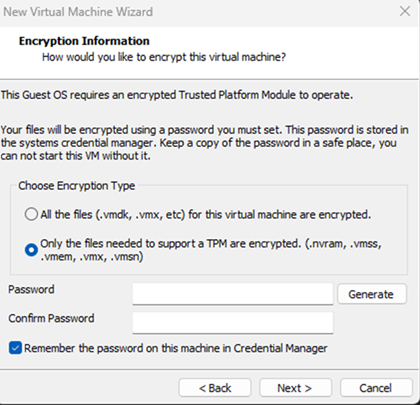 New Virtual Machine Wizard
Encryption Information
How would you like to encrypt this virtual machine?
This Guest OS requires an encrypted Trusted Platform Module to operate.
Your files will be encrypted using a password you must set. This password is stored in
the systems credential manager. Keep a copy of the password in a safe place, you
can not start this VM without it.
Choose Encryption Type
All the files (.vmdk, .vmx, etc) for this virtual machine are encrypted.
Only the files needed to support a TPM are encrypted. (.nvram, .vmss,
.vmem, .vmx, .vmsn)
Password
Generate
Confirm Password
Remember the password on this machine in Credential Manager
< Back
Next >
Cancel